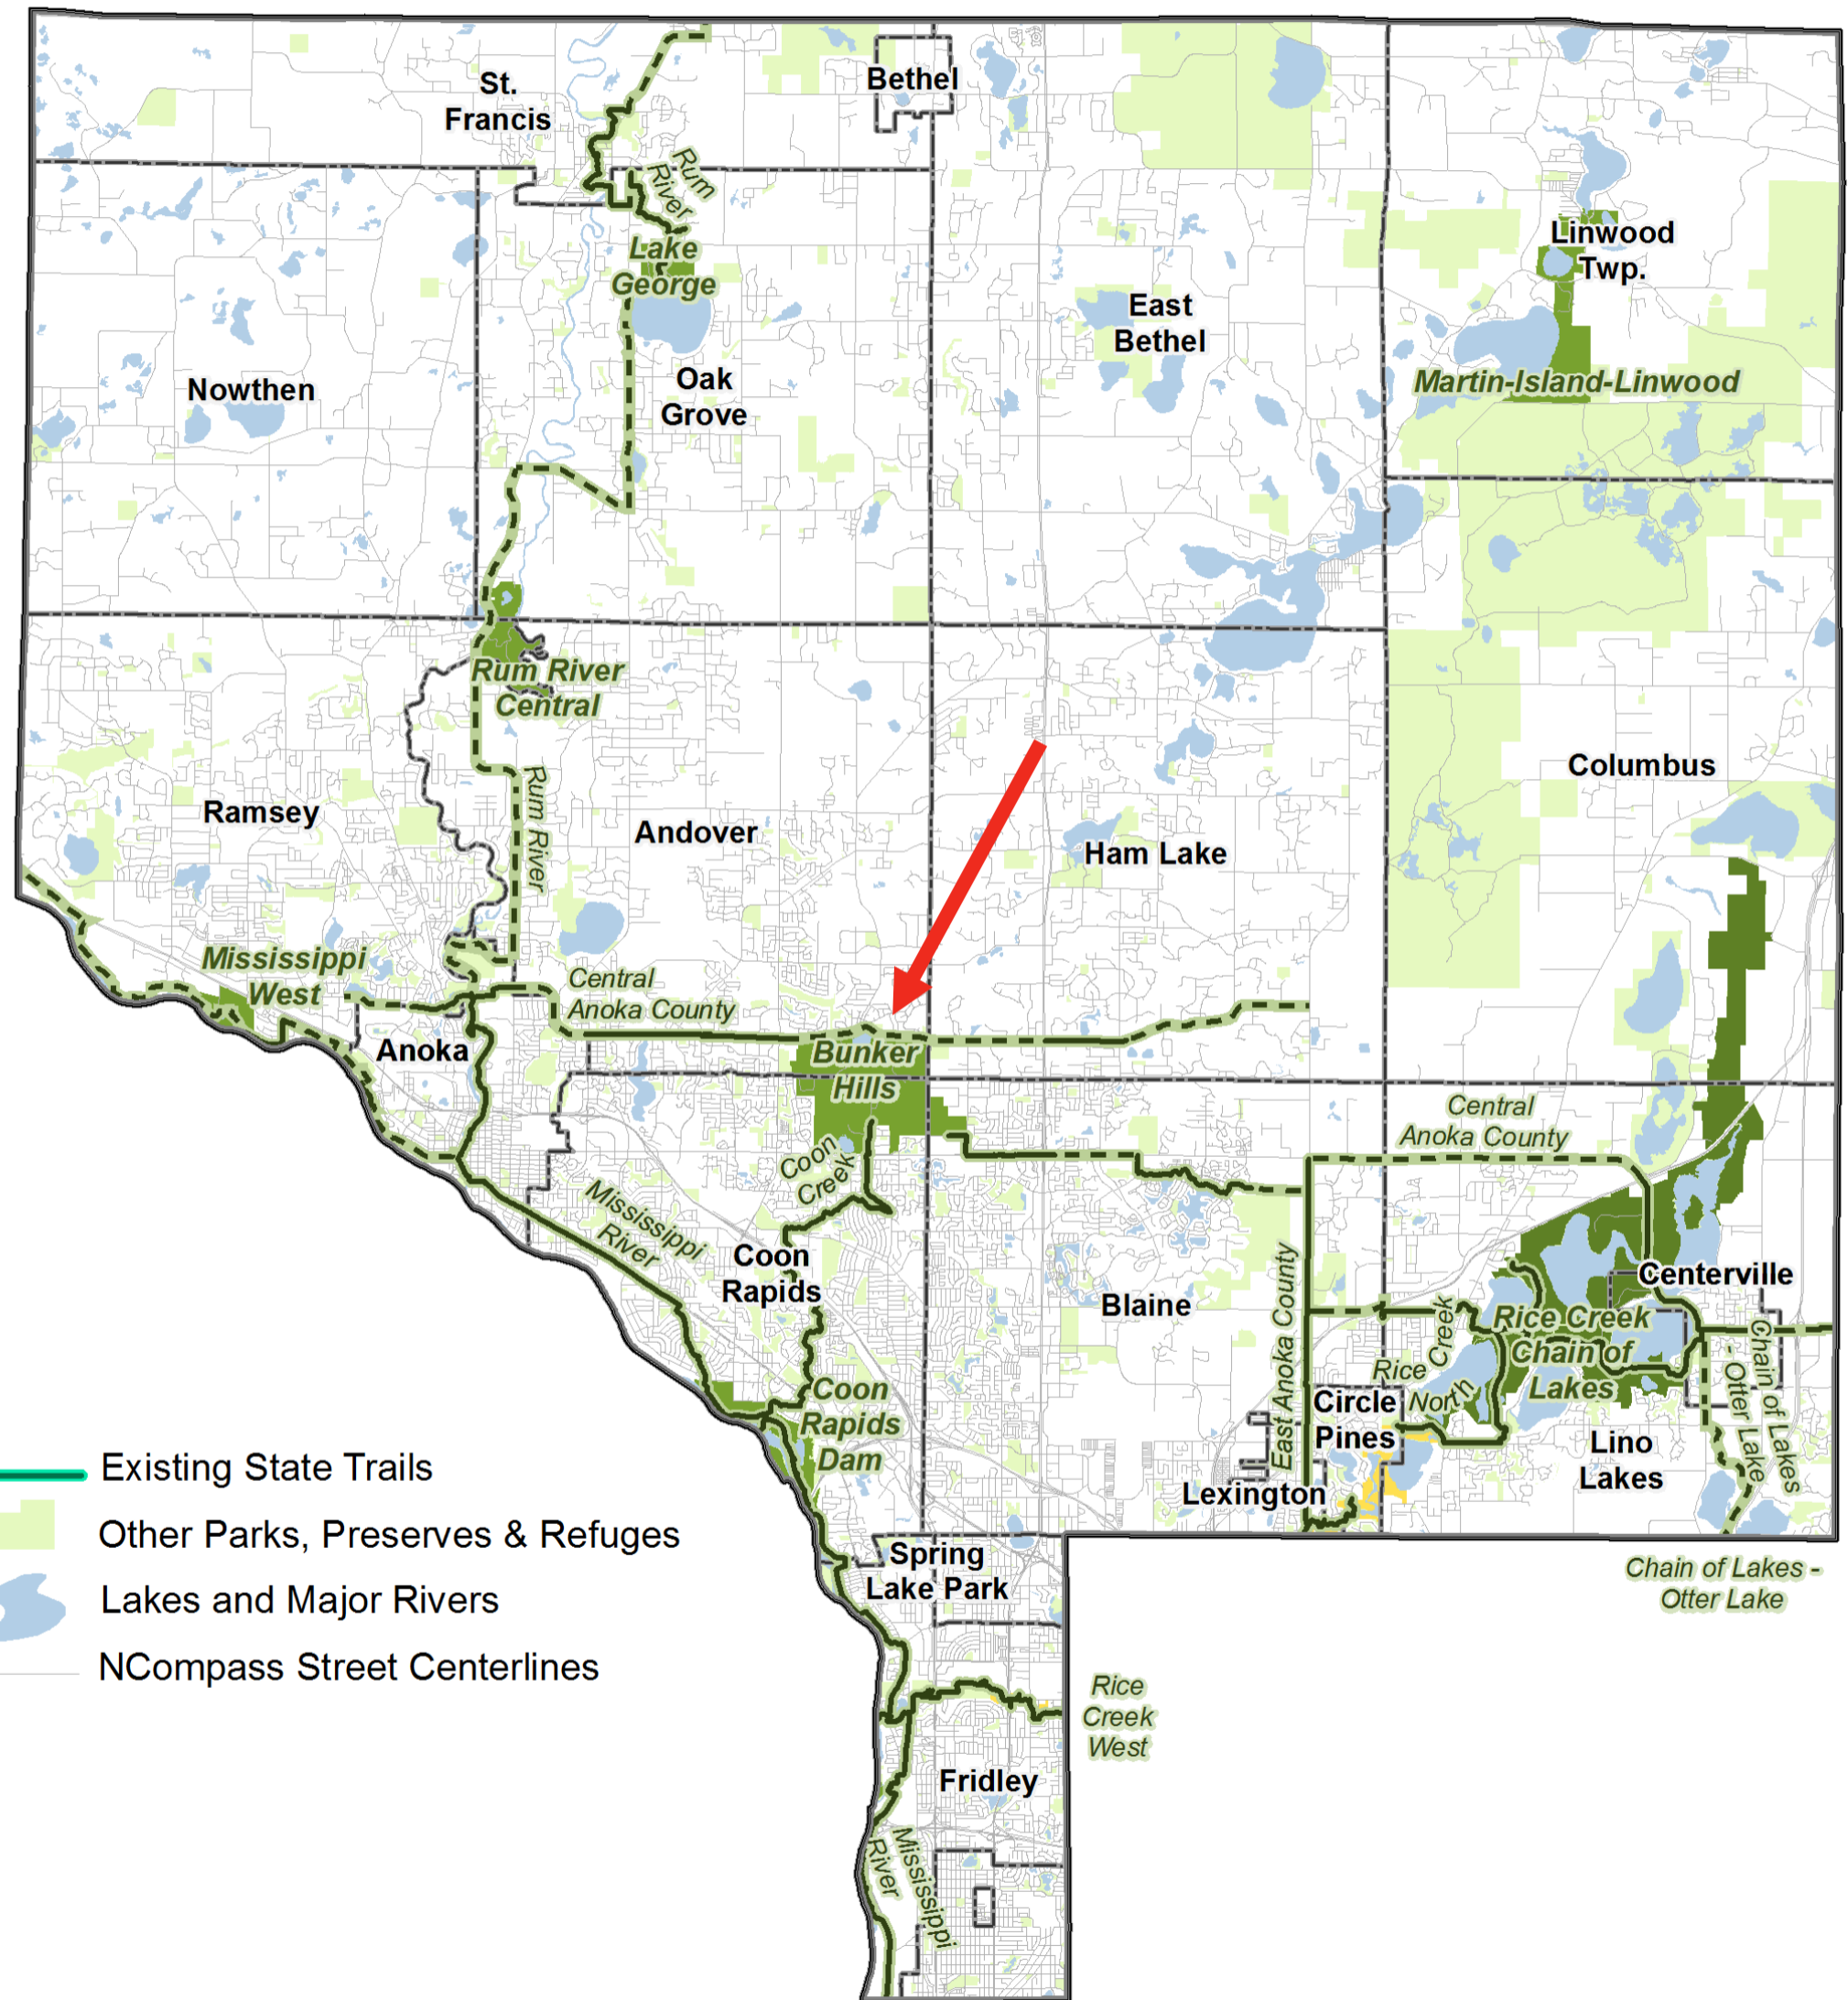 St.
Francis
Bethel
Rum
River
Lake
George
Linwood
Twp.
East
Bethel
Nowthen
Oak
Grove
Martin-Island-Linwood
Rum River
Central
Columbus
Ramsey
Rum River
Andover
Ham Lake
Mississippi
West
Central
Anoka County
Anoka
Bunker
Hills
Central
Anoka County
Coon
Creek
Mississippi
River
Coon
Rapids
Blaine
East Anoka County
Centerville
Rice Creek
Chain of
Lakes
Rice Creek
North
Chain of Lakes
- Otter Lake
Circle
Pines
Coon
Rapids
Dam
Lino
Lakes
Lexington
Existing State Trails
Other Parks, Preserves & Refuges
Lakes and Major Rivers
NCompass Street Centerlines
Spring
Lake Park
Chain of Lakes -
Otter Lake
Rice
Creek
West
Fridley
Mississippi
River